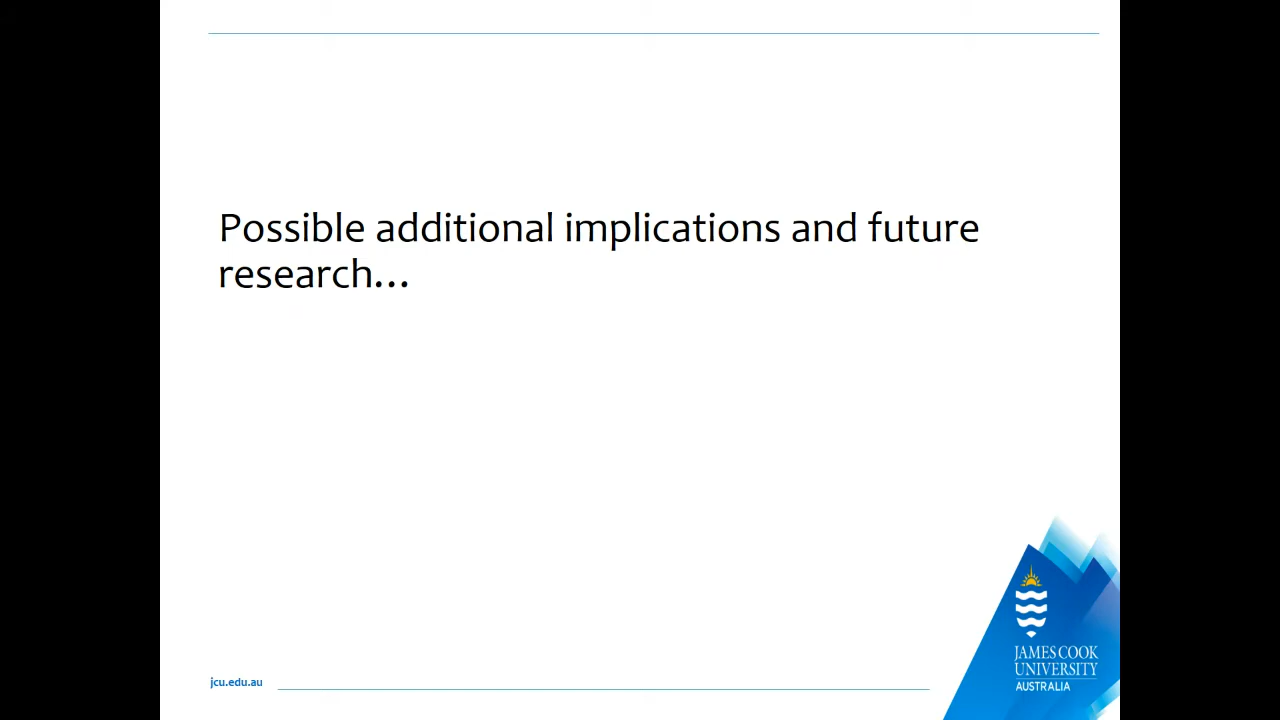 Possible additional implications and future
research…
JAMES COOK
UNIVERSITY
AUSTRALIA
jcu.edu.au